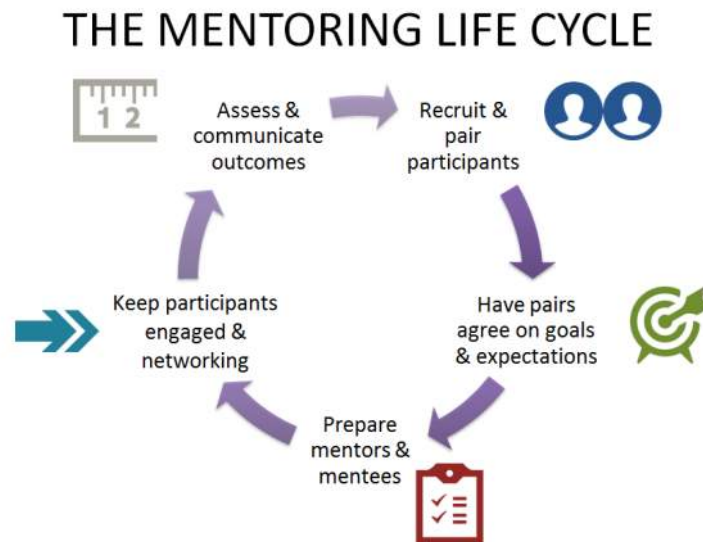 THE MENTORING LIFE CYCLE
1 2
Assess &
communicate
outcomes
Recruit &
pair
participants
Have pairs
agree on goals
& expectations
Prepare
mentors &
mentees
Keep participants
engaged &
networking